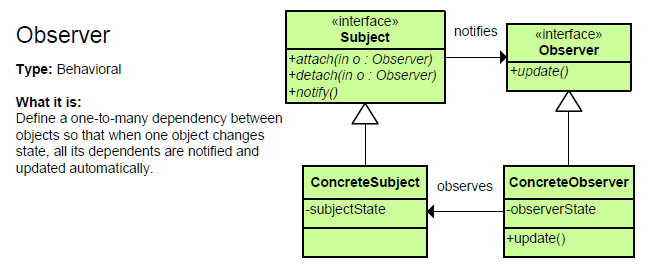 Observer
Type: Behavioral
What it is:
Define a one-to-many dependency between
objects so that when one object changes
state, all its dependents are notified and
updated automatically.
«interface»
Subject
+attach(in o : Observer)
+detach(in o : Observer)
+notify()
notifies
«interface»
Observer
+update()
ConcreteSubject
-subjectState
observes
ConcreteObserver
-observerState
+update()